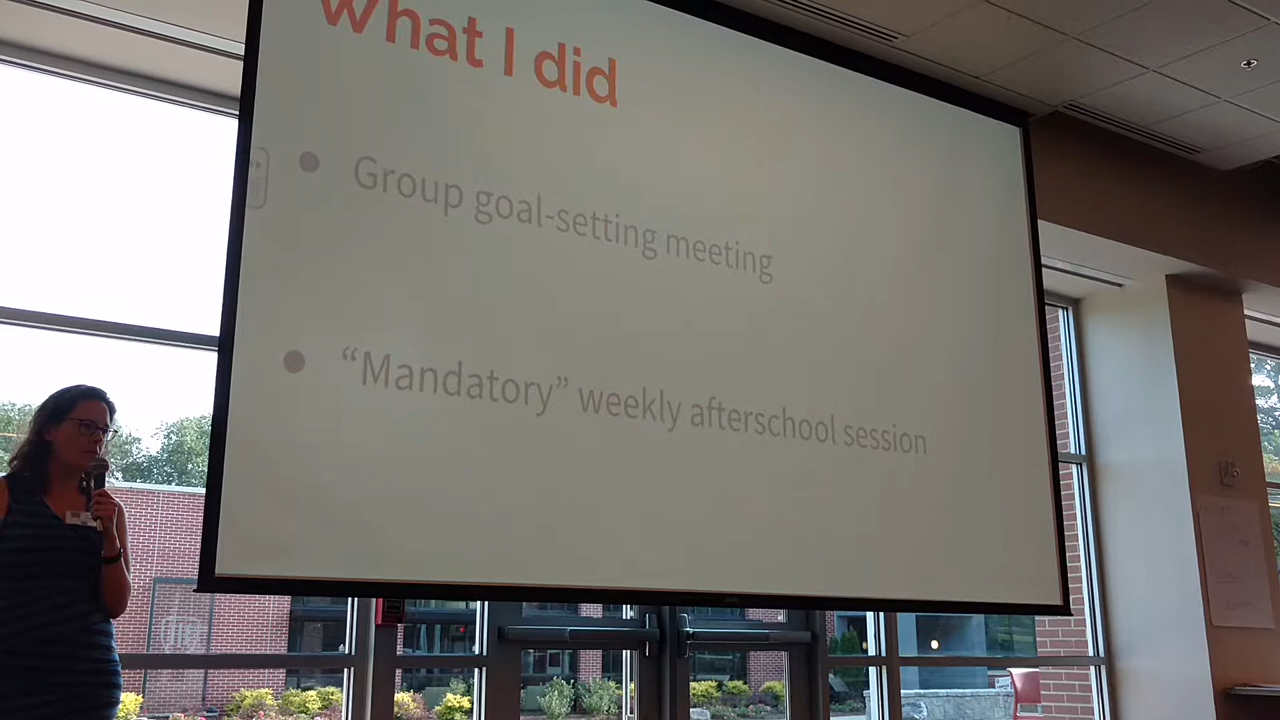 What I did
● Group goal-setting meeting
● “Mandatory” weekly afterschool session